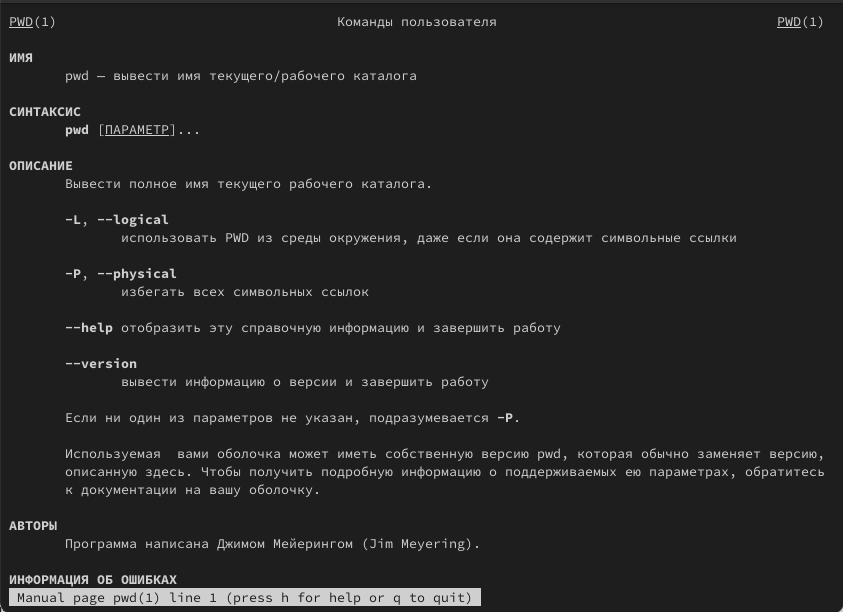 PWD(1) Команды пользователя PWD(1)
ИМЯ
pwd — вывести имя текущего/рабочего каталога
СИНТАКСИС
pwd [ПАРАМЕТР]...
ОПИСАНИЕ
Вывести полное имя текущего рабочего каталога.
-L, --logical
использовать PWD из среды окружения, даже если она содержит символьные ссылки
-P, --physical
избегать всех символьных ссылок
--help отобразить эту справочную информацию и завершить работу
--version
вывести информацию о версии и завершить работу
Если ни один из параметров не указан, подразумевается -P.
Используемая  вами оболочка может иметь собственную версию pwd, которая обычно заменяет версию,
описанную здесь. Чтобы получить подробную информацию о поддерживаемых ею параметрах, обратитесь
к документации на вашу оболочку.
АВТОРЫ
Программа написана Джимом Мейерингом (Jim Meyering).
ИНФОРМАЦИЯ ОБ ОШИБКАХ
Manual page pwd(1) line 1 (press h for help or q to quit)